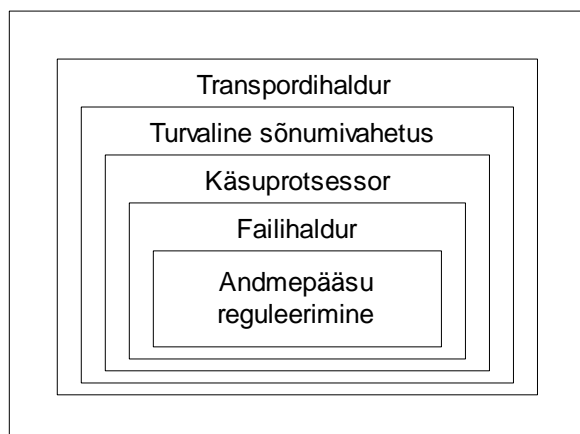 Transpordihaldur
Turvaline sõnumivahetus
Käsuprotsessor
Failihaldur
Andmepääsu
reguleerimine